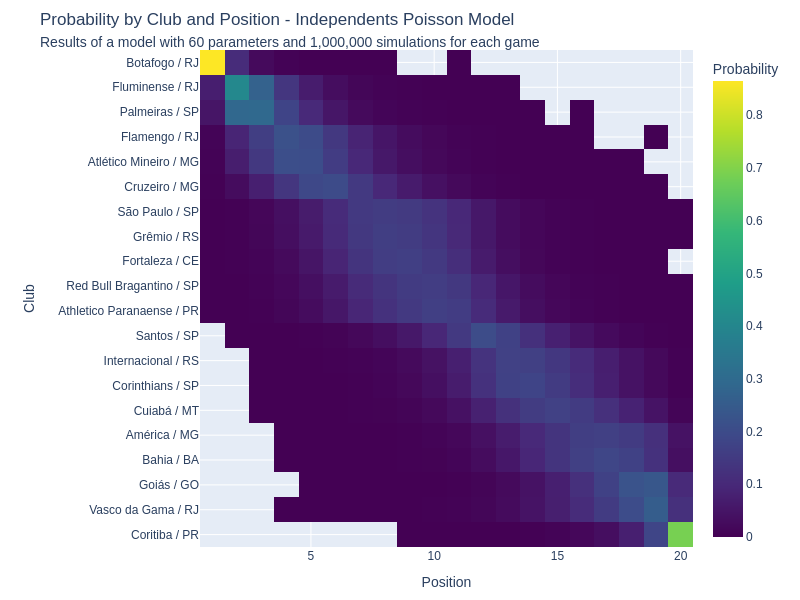 Probability by Club and Position - Independents Poisson Model
Results of a model with 60 parameters and 1,000,000 simulations for each game
Probability
Botafogo / RJ
Fluminense / RJ
Palmeiras / SP
Flamengo / RJ
Atlético Mineiro / MG
Cruzeiro / MG
São Paulo / SP
Grêmio / RS
Fortaleza / CE
Red Bull Bragantino / SP
Athletico Paranaense / PR
Santos / SP
Internacional / RS
Corinthians / SP
Cuiabá / MT
América / MG
Bahia / BA
Goiás / GO
Vasco da Gama / RJ
Coritiba / PR
Club
5
10
15
20
Position
0.8
0.7
0.6
0.5
0.4
0.3
0.2
0.1
0